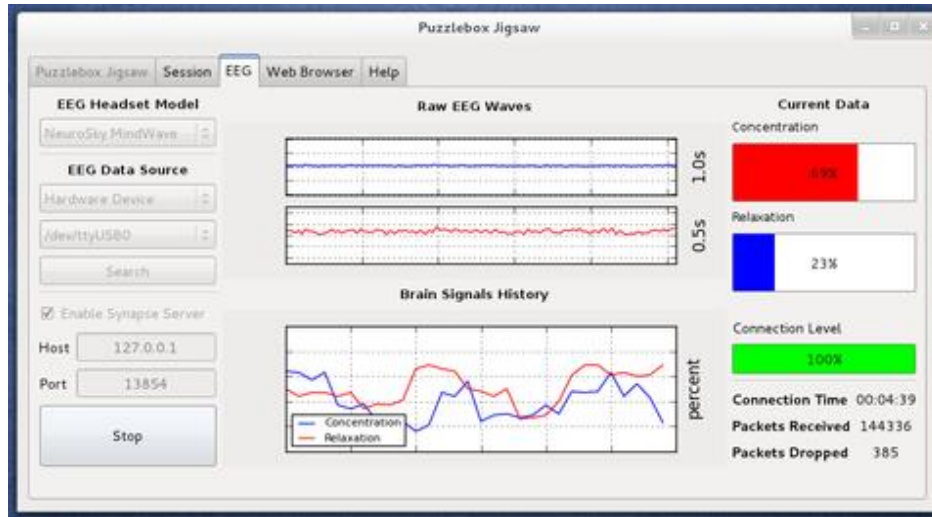 Puzzlebox Jigsaw
Puzzlebox Jigsaw Session EEG Web Browser Help
EEG Headset Model
NeuroSky MindWave
EEG Data Source
Hardware Device
/dev/ttyUSB0
Search
Enable Synapse Server
Host 127.0.0.1
Port 13854
Stop
Raw EEG Waves
1.0s
0.5s
Brain Signals History
percent
Concentration
Relaxation
Current Data
Concentration
69%
Relaxation
23%
Connection Level
100%
Connection Time 00:04:39
Packets Received 144336
Packets Dropped 385